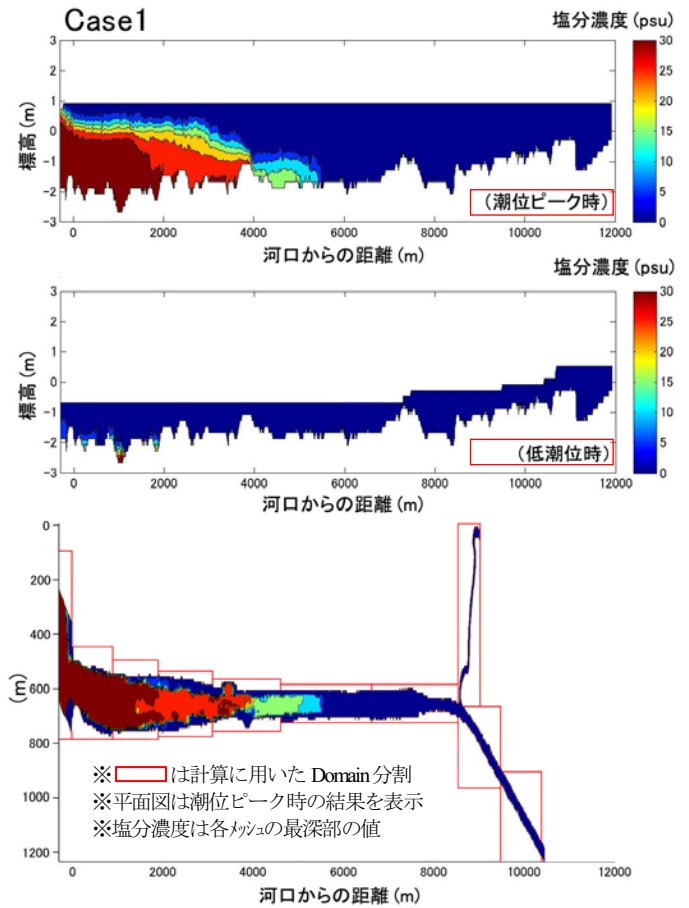 Case1
塩分濃度 (psu)
3
2
1
0
-1
-2
-3
標高 (m)
30
25
20
15
10
5
0
(潮位ピーク時)
0 2000 4000 6000 8000 10000 12000
河口からの距離 (m)
塩分濃度 (psu)
3
2
1
0
-1
-2
-3
標高 (m)
30
25
20
15
10
5
0
(低潮位時)
0 2000 4000 6000 8000 10000 12000
河口からの距離 (m)
0
200
400
600
800
1000
1200
(m)
※ は計算に用いた Domain 分割
※平面図は潮位ピーク時の結果を表示
※塩分濃度は各メッシュの最深部の値
0 2000 4000 6000 8000 10000 12000
河口からの距離 (m)